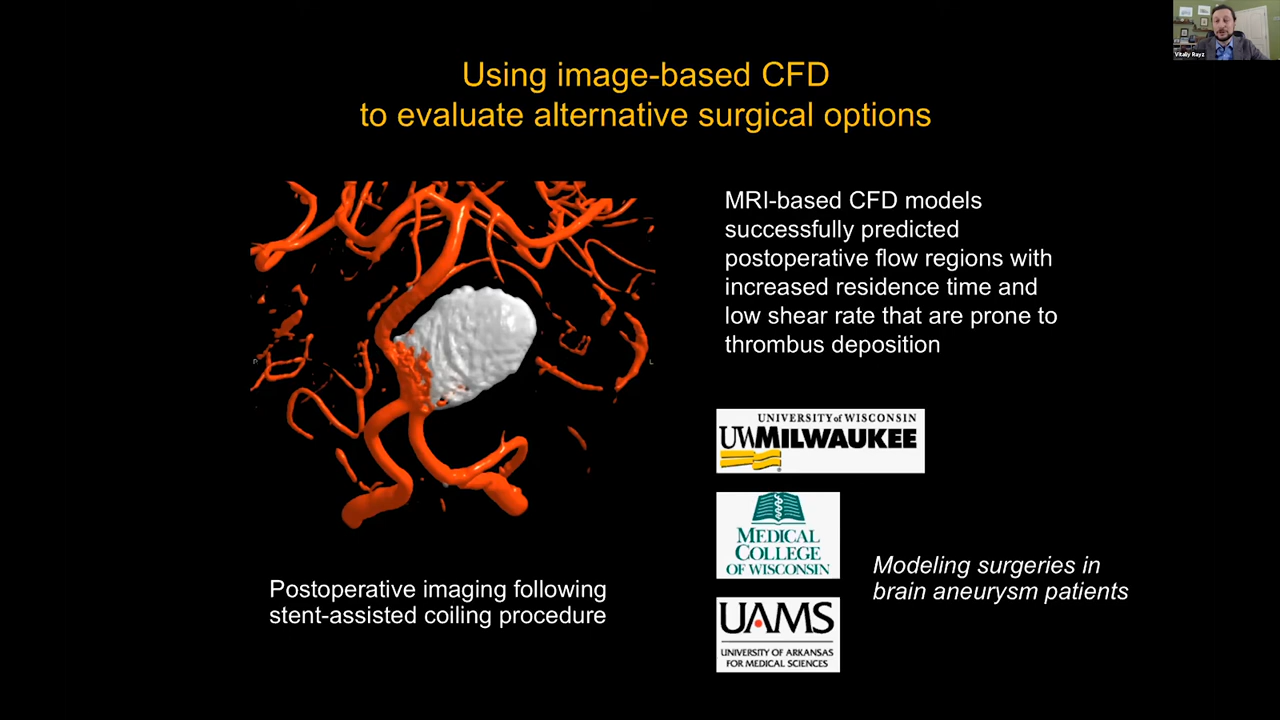 Vitaliy Rayz
Using image-based CFD
to evaluate alternative surgical options
MRI-based CFD models
successfully predicted
postoperative flow regions with
increased residence time and
low shear rate that are prone to
thrombus deposition
UNIVERSITY of WISCONSIN
UWMILWAUKEE
MEDICAL
COLLEGE
OF WISCONSIN
Modeling surgeries in
brain aneurysm patients
Postoperative imaging following
stent-assisted coiling procedure
UAMS
UNIVERSITY OF ARKANSAS
FOR MEDICAL SCIENCES